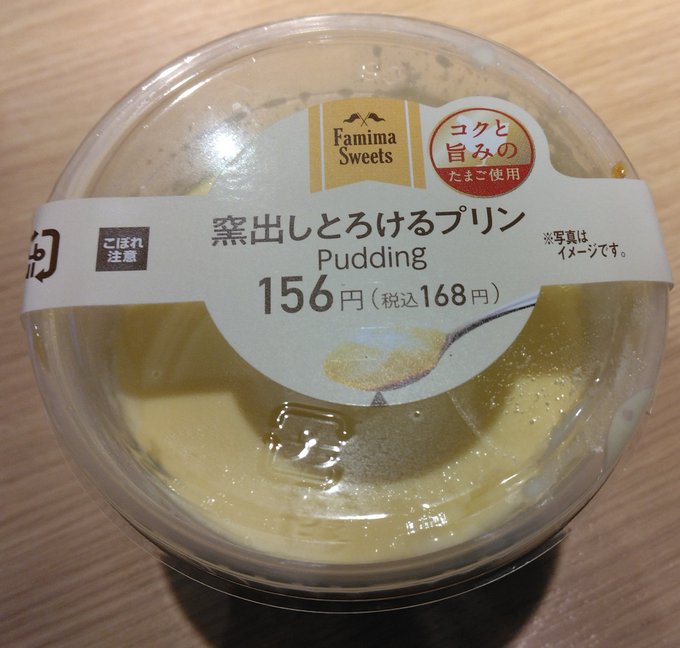 Famima
Sweets
コクと
旨みの
たまご使用
窯出しとろけるプリン
Pudding
156円(税込168円)
※写真は
イメージです。
こぼれ
注意